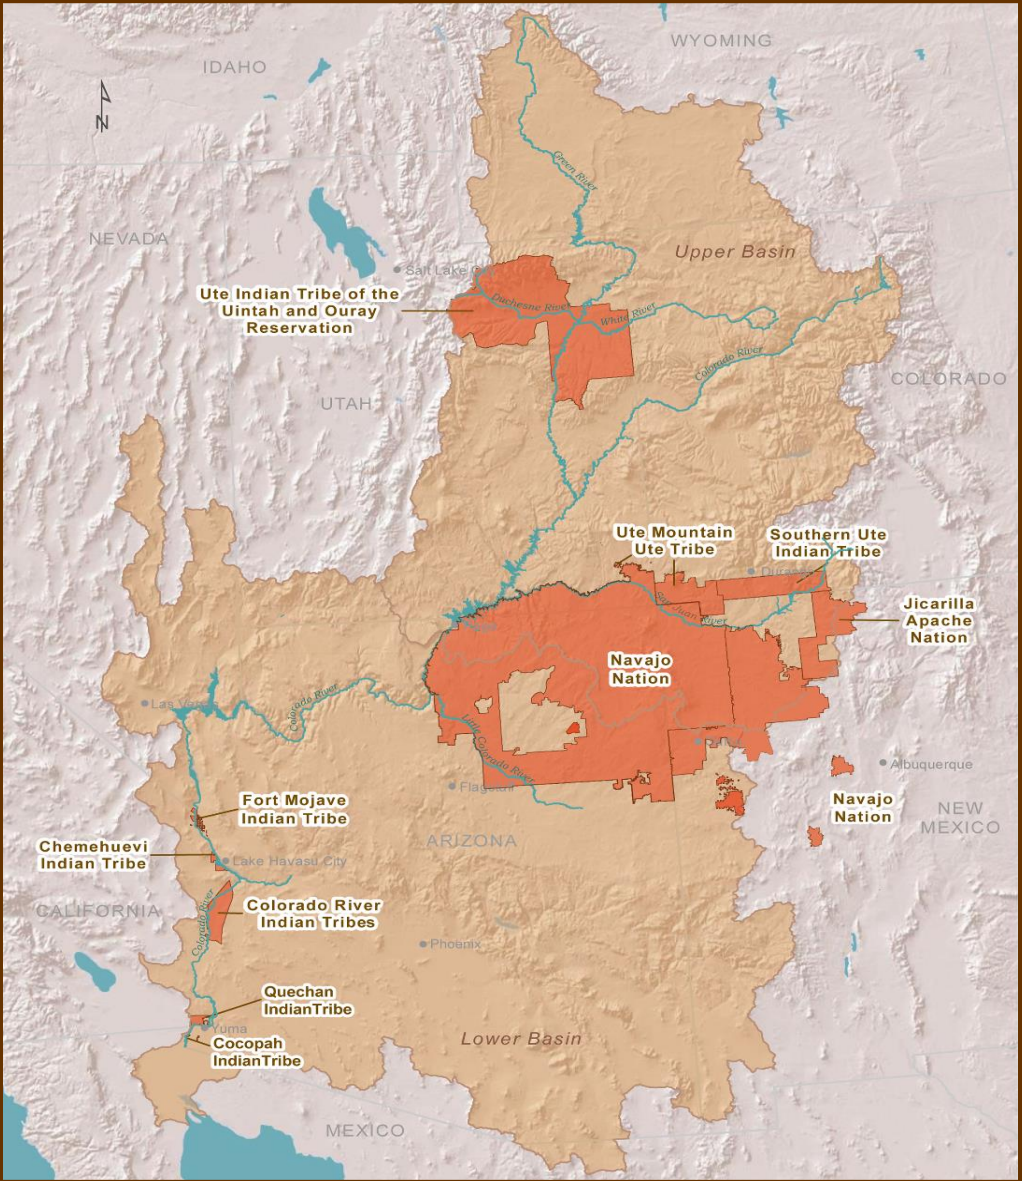 WYOMING
IDAHO
N
Green River
NEVADA
Upper Basin
Salt Lake City
Ute Indian Tribe of the
Uintah and Ouray
Reservation
Duchesne River
White River
Colorado River
COLORADO
UTAH
Ute Mountain
Ute Tribe
Southern Ute
Indian Tribe
San Juan River
Jicarilla
Apache
Nation
Navajo
Nation
Las Vegas
Colorado River
Little Colorado River
Albuquerque
Flagstaff
Fort Mojave
Indian Tribe
Navajo
Nation
NEW
MEXICO
ARIZONA
Chemehuevi
Indian Tribe
Lake Havasu City
CALIFORNIA
Colorado River
Colorado River
Indian Tribes
Phoenix
Quechan
IndianTribe
Yuma
Cocopah
IndianTribe
Lower Basin
MEXICO